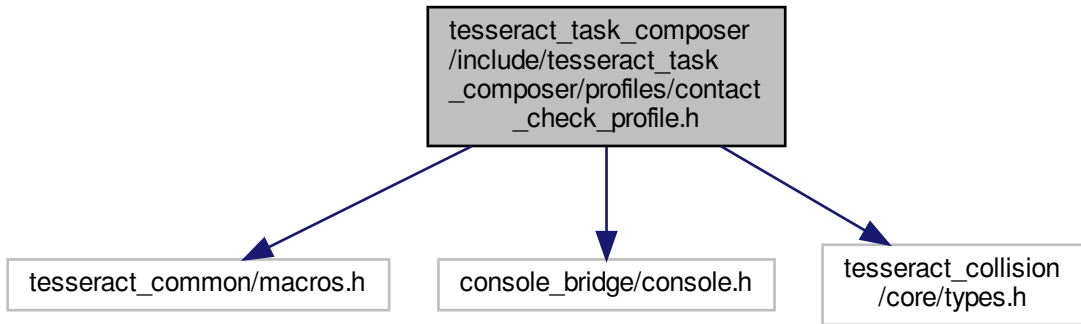 tesseract_task_composer
/include/tesseract_task
_composer/profiles/contact
_check_profile.h
tesseract_common/macros.h
console_bridge/console.h
tesseract_collision
/core/types.h